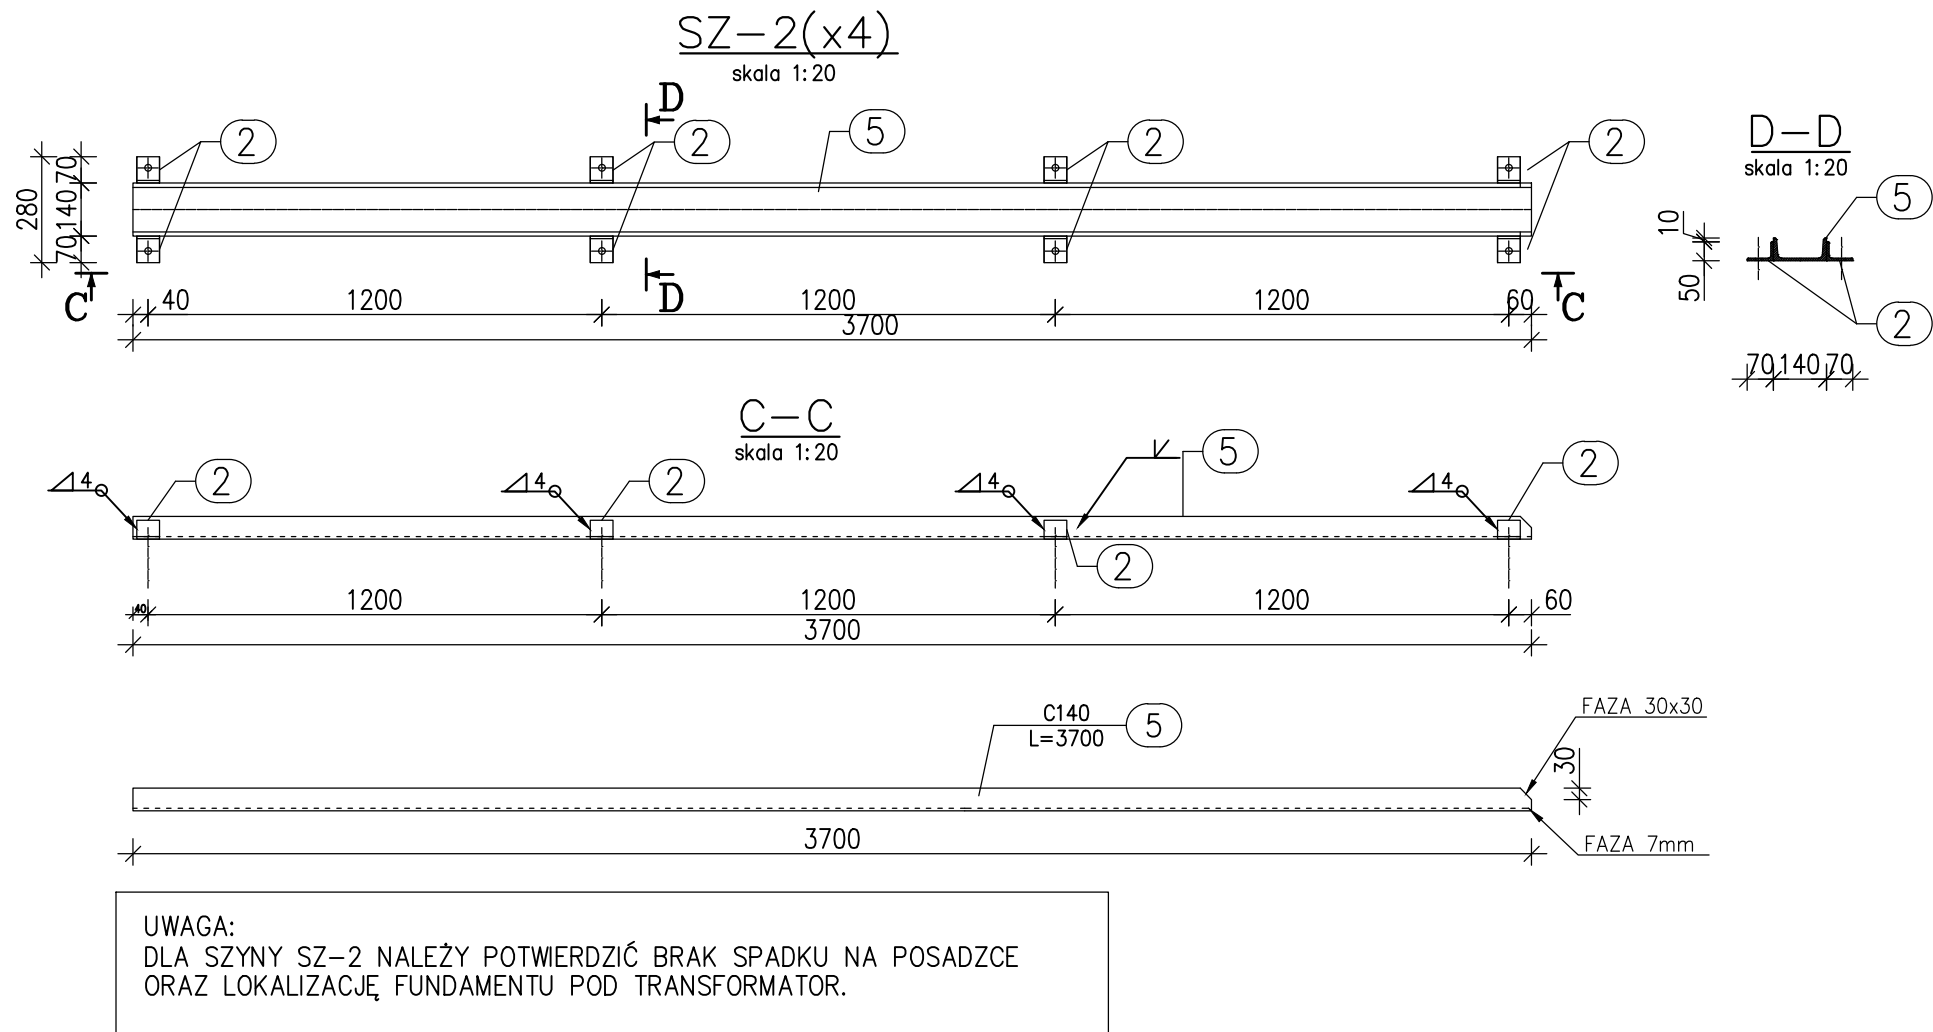 SZ-2(x4)
skala 1:20
D
2
2
5
2
2
D-D
skala 1:20
5
10
50
2
70 140 70
280
70
140
70
C
D
C
40
1200
1200
1200
60
3700
C-C
skala 1:20
4
2
4
2
4
5
4
2
2
40
1200
1200
1200
60
3700
C140
L=3700
5
FAZA 30x30
30
FAZA 7mm
3700
UWAGA:
DLA SZYNY SZ-2 NALEŻY POTWIERDZIĆ BRAK SPADKU NA POSADZCE
ORAZ LOKALIZACJĘ FUNDAMENTU POD TRANSFORMATOR.